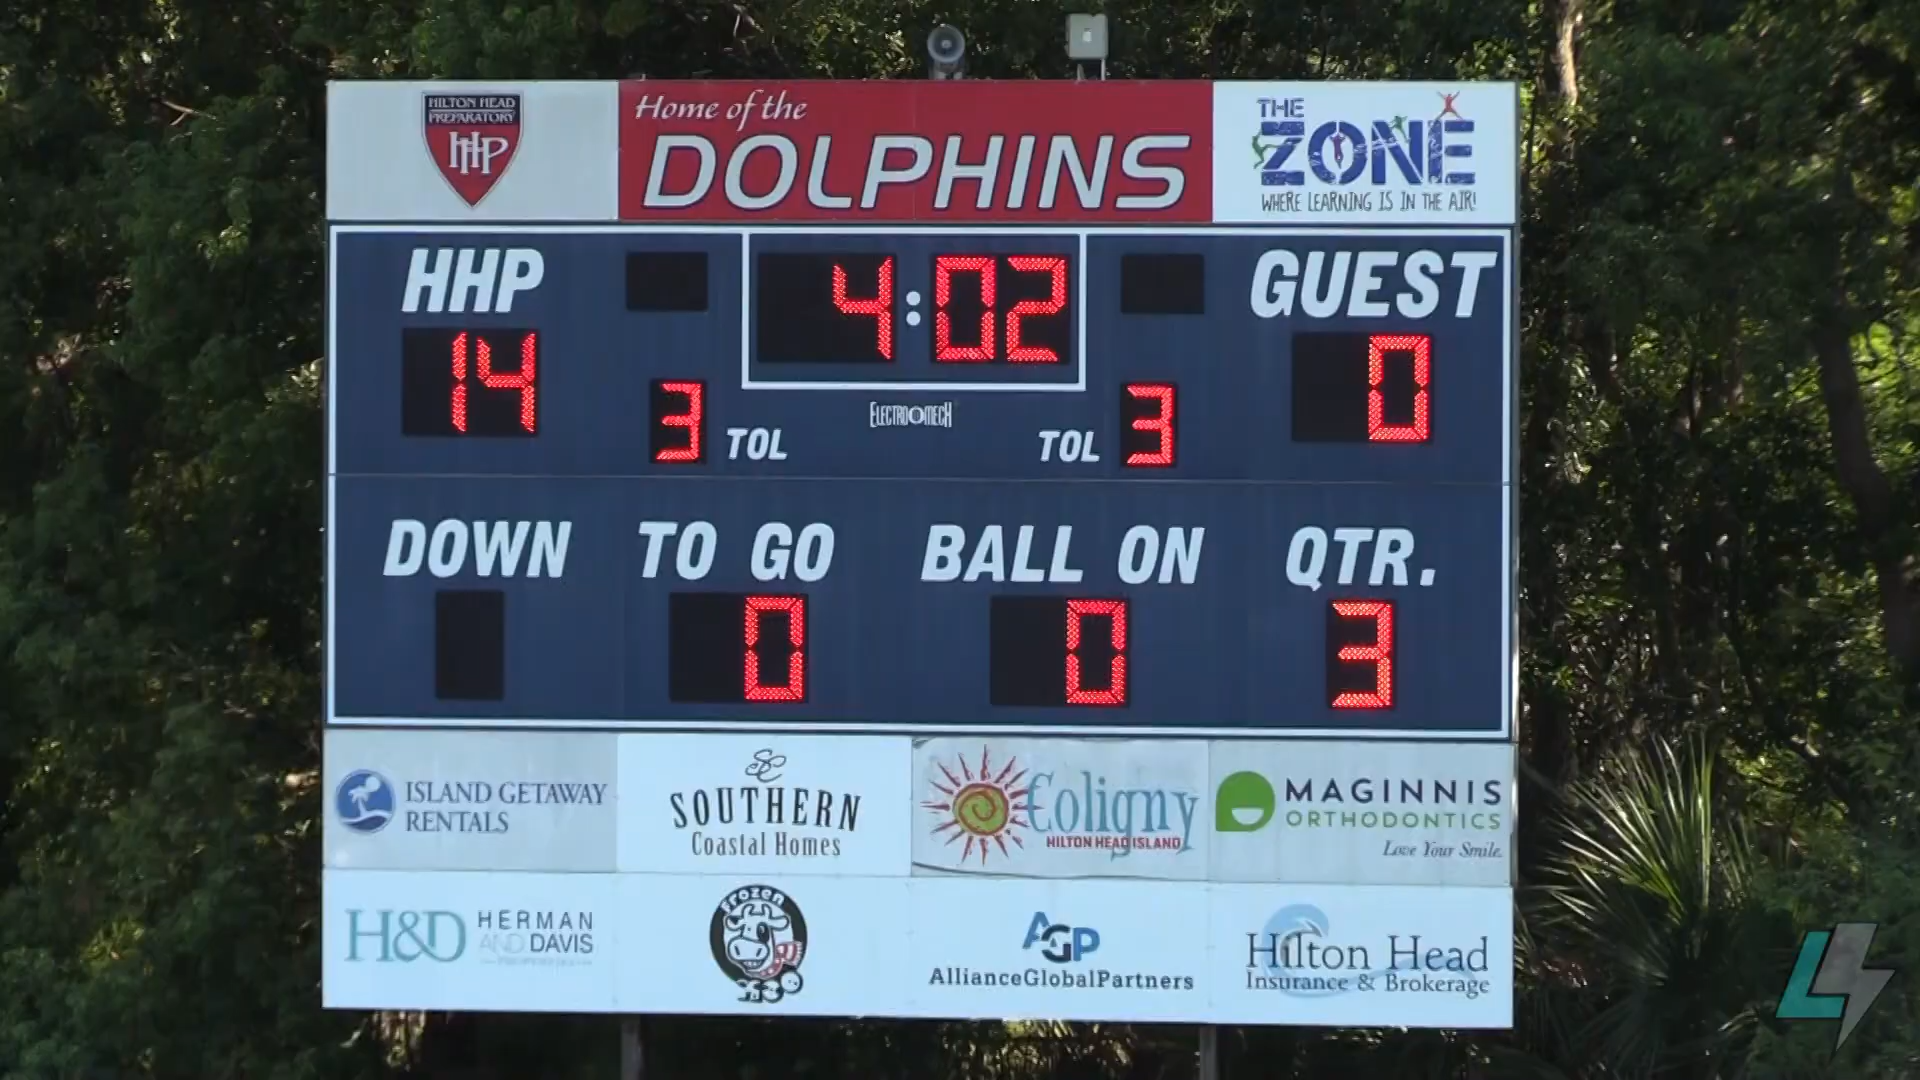 HILTON HEAD
PREPARATORY
HHP
Home of the
DOLPHINS
THE
ZONE
WHERE LEARNING IS IN THE AIR!
HHP
4:02
GUEST
14
3 TOL
ELECTRO-MECH
TOL 3
0
DOWN
TO GO
BALL ON
QTR.
0
0
3
ISLAND GETAWAY
RENTALS
SC
SOUTHERN
Coastal Homes
Coligny
HILTON HEAD ISLAND
MAGINNIS
ORTHODONTICS
Love Your Smile.
H&D
HERMAN
AND DAVIS
PROPERTIES
Frozen
AGP
AllianceGlobalPartners
Hilton Head
Insurance & Brokerage